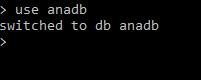 > use anadb
switched to db anadb
>